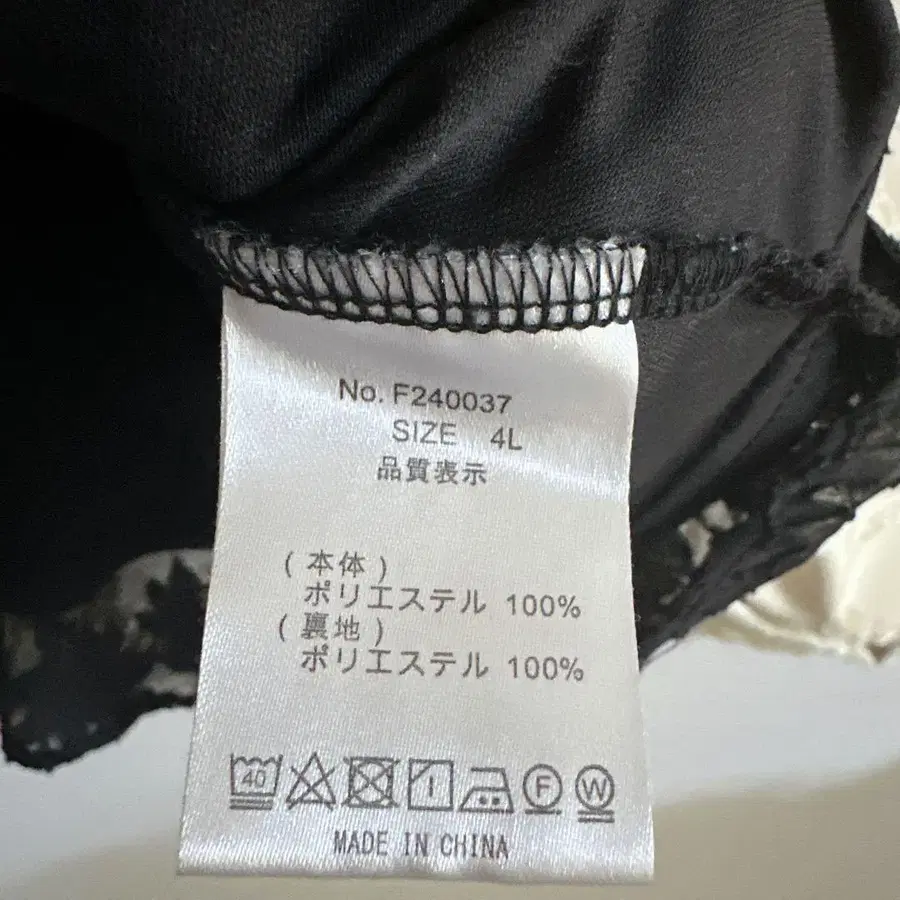 No. F240037
SIZE 4L
品質表示
(本体)
ポリエステル 100%
(裏地)
ポリエステル 100%
40 F W
MADE IN CHINA